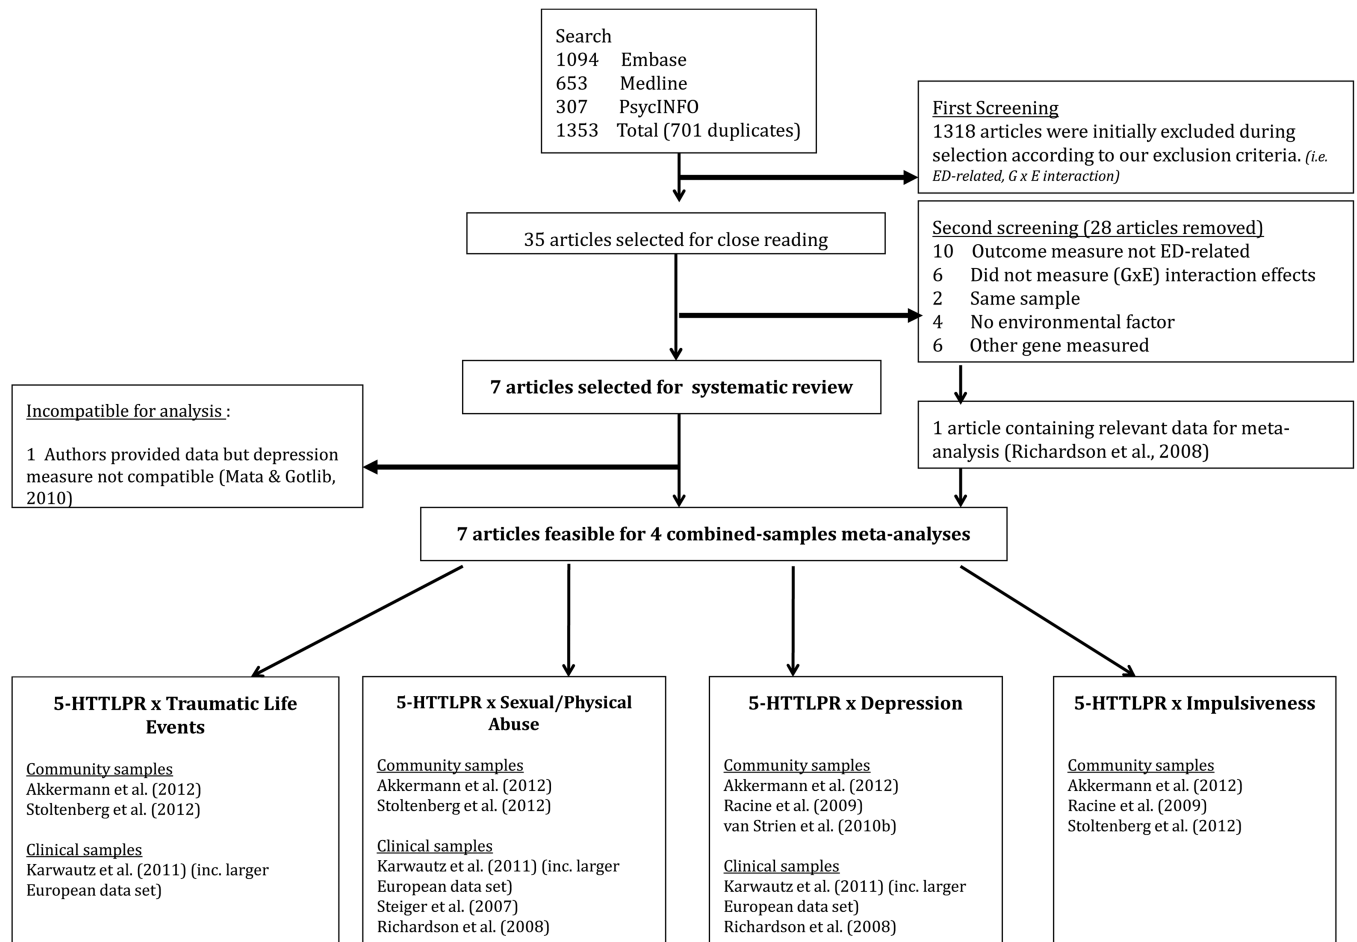 Search
1094 Embase
653 Medline
307 PsycINFO
1353 Total (701 duplicates)
First Screening
1318 articles were initially excluded during
selection according to our exclusion criteria. (i.e.
ED-related, G x E interaction)
35 articles selected for close reading
Second screening (28 articles removed)
10 Outcome measure not ED-related
6 Did not measure (GxE) interaction effects
2 Same sample
4 No environmental factor
6 Other gene measured
7 articles selected for systematic review
Incompatible for analysis :
1 Authors provided data but depression
measure not compatible (Mata & Gotlib,
2010)
1 article containing relevant data for meta-
analysis (Richardson et al., 2008)
7 articles feasible for 4 combined-samples meta-analyses
5-HTTLPR x Traumatic Life
Events
Community samples
Akkermann et al. (2012)
Stoltenberg et al. (2012)
Clinical samples
Karwautz et al. (2011) (inc. larger
European data set)
5-HTTLPR x Sexual/Physical
Abuse
Community samples
Akkermann et al. (2012)
Stoltenberg et al. (2012)
Clinical samples
Karwautz et al. (2011) (inc. larger
European data set)
Steiger et al. (2007)
Richardson et al. (2008)
5-HTTLPR x Depression
Community samples
Akkermann et al. (2012)
Racine et al. (2009)
van Strien et al. (2010b)
Clinical samples
Karwautz et al. (2011) (inc. larger
European data set)
Richardson et al. (2008)
5-HTTLPR x Impulsiveness
Community samples
Akkermann et al. (2012)
Racine et al. (2009)
Stoltenberg et al. (2012)